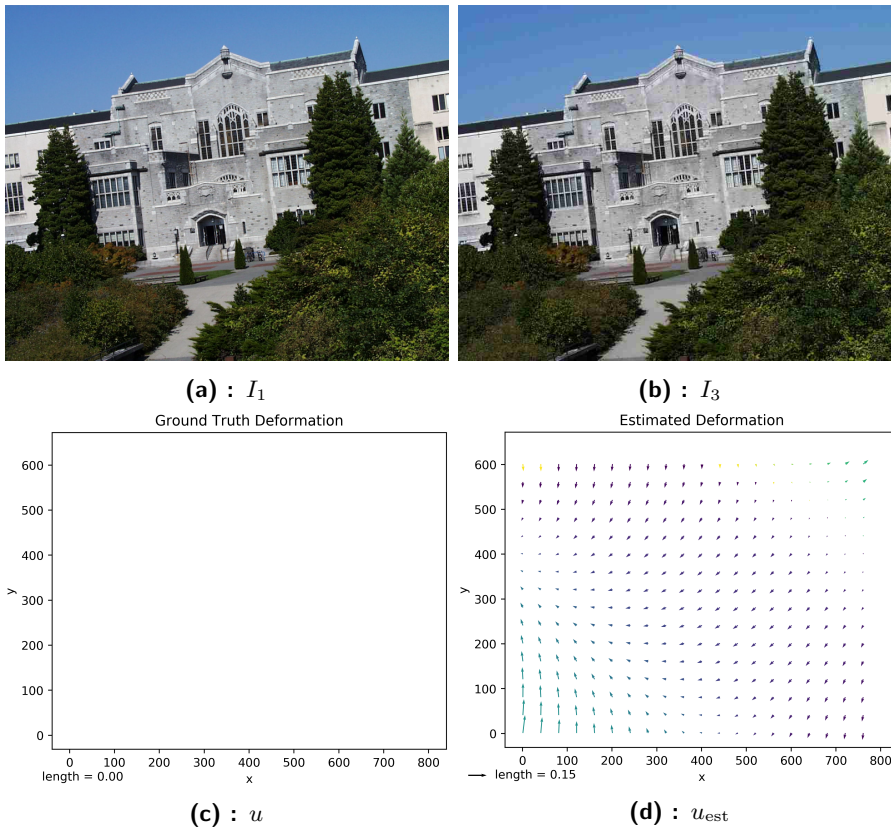 (a) : I₁
(b) : I₃
Ground Truth Deformation
600
500
400
300
200
100
0
y
0 100 200 300 400 500 600 700 800
x
length = 0.00
(c) : u
Estimated Deformation
600
500
400
300
200
100
0
y
0 100 200 300 400 500 600 700 800
x
length = 0.15
(d) : uest